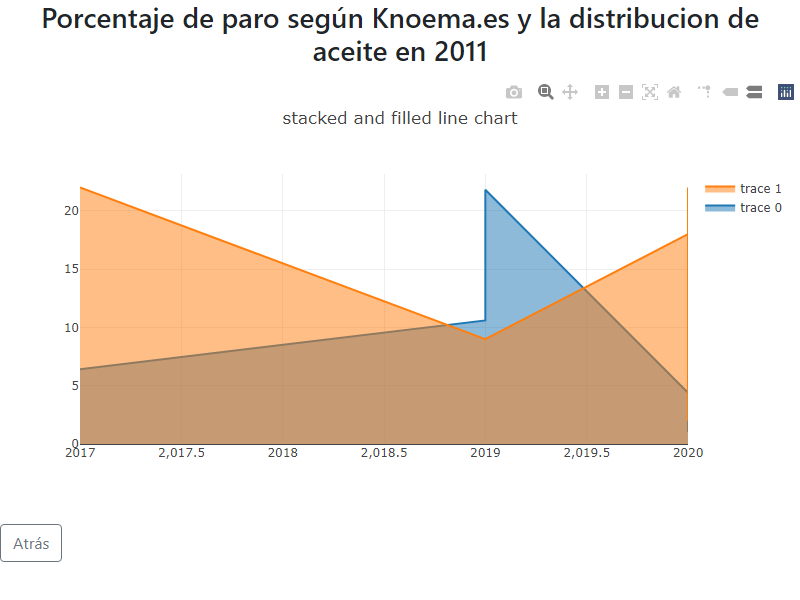 Porcentaje de paro según Knoema.es y la distribucion de
aceite en 2011
stacked and filled line chart
trace 1
trace 0
20
15
10
5
0
2017 2,017.5 2018 2,018.5 2019 2,019.5 2020
Atrás